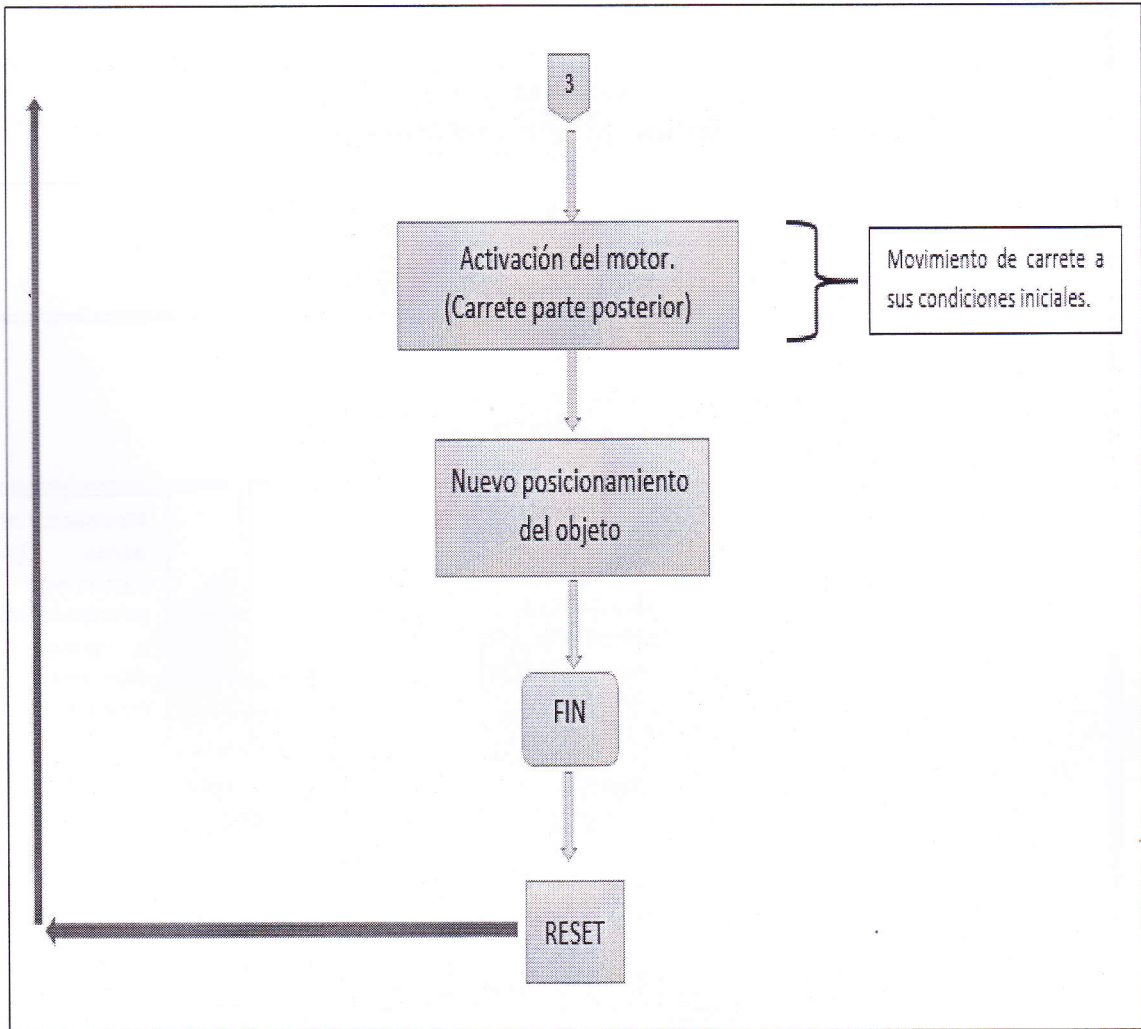 3
Activación del motor.
(Carrete parte posterior)
Movimiento de carrete a
sus condiciones iniciales.
Nuevo posicionamiento
del objeto
FIN
RESET